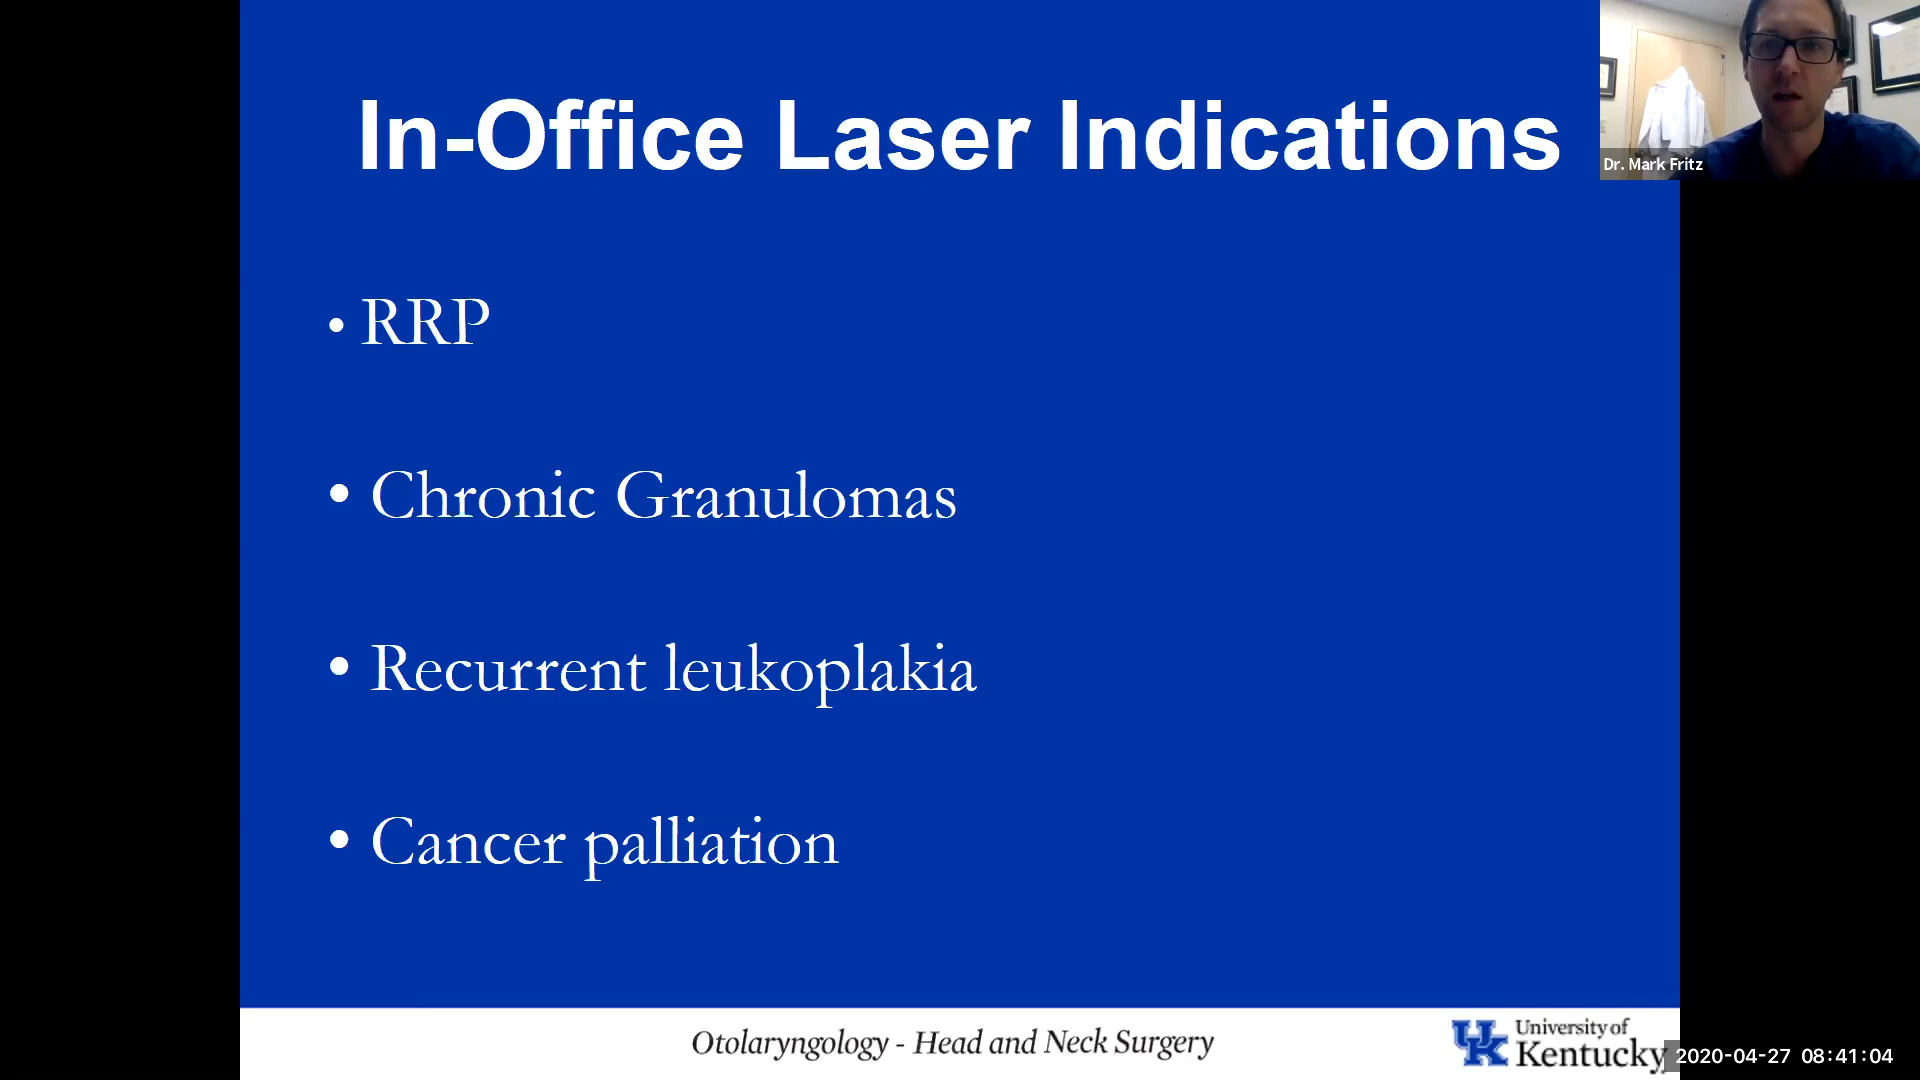 In-Office Laser Indications
Dr. Mark Fritz
• RRP
• Chronic Granulomas
• Recurrent leukoplakia
• Cancer palliation
Otolaryngology - Head and Neck Surgery
UK
University of
Kentucky
2020-04-27 08:41:04